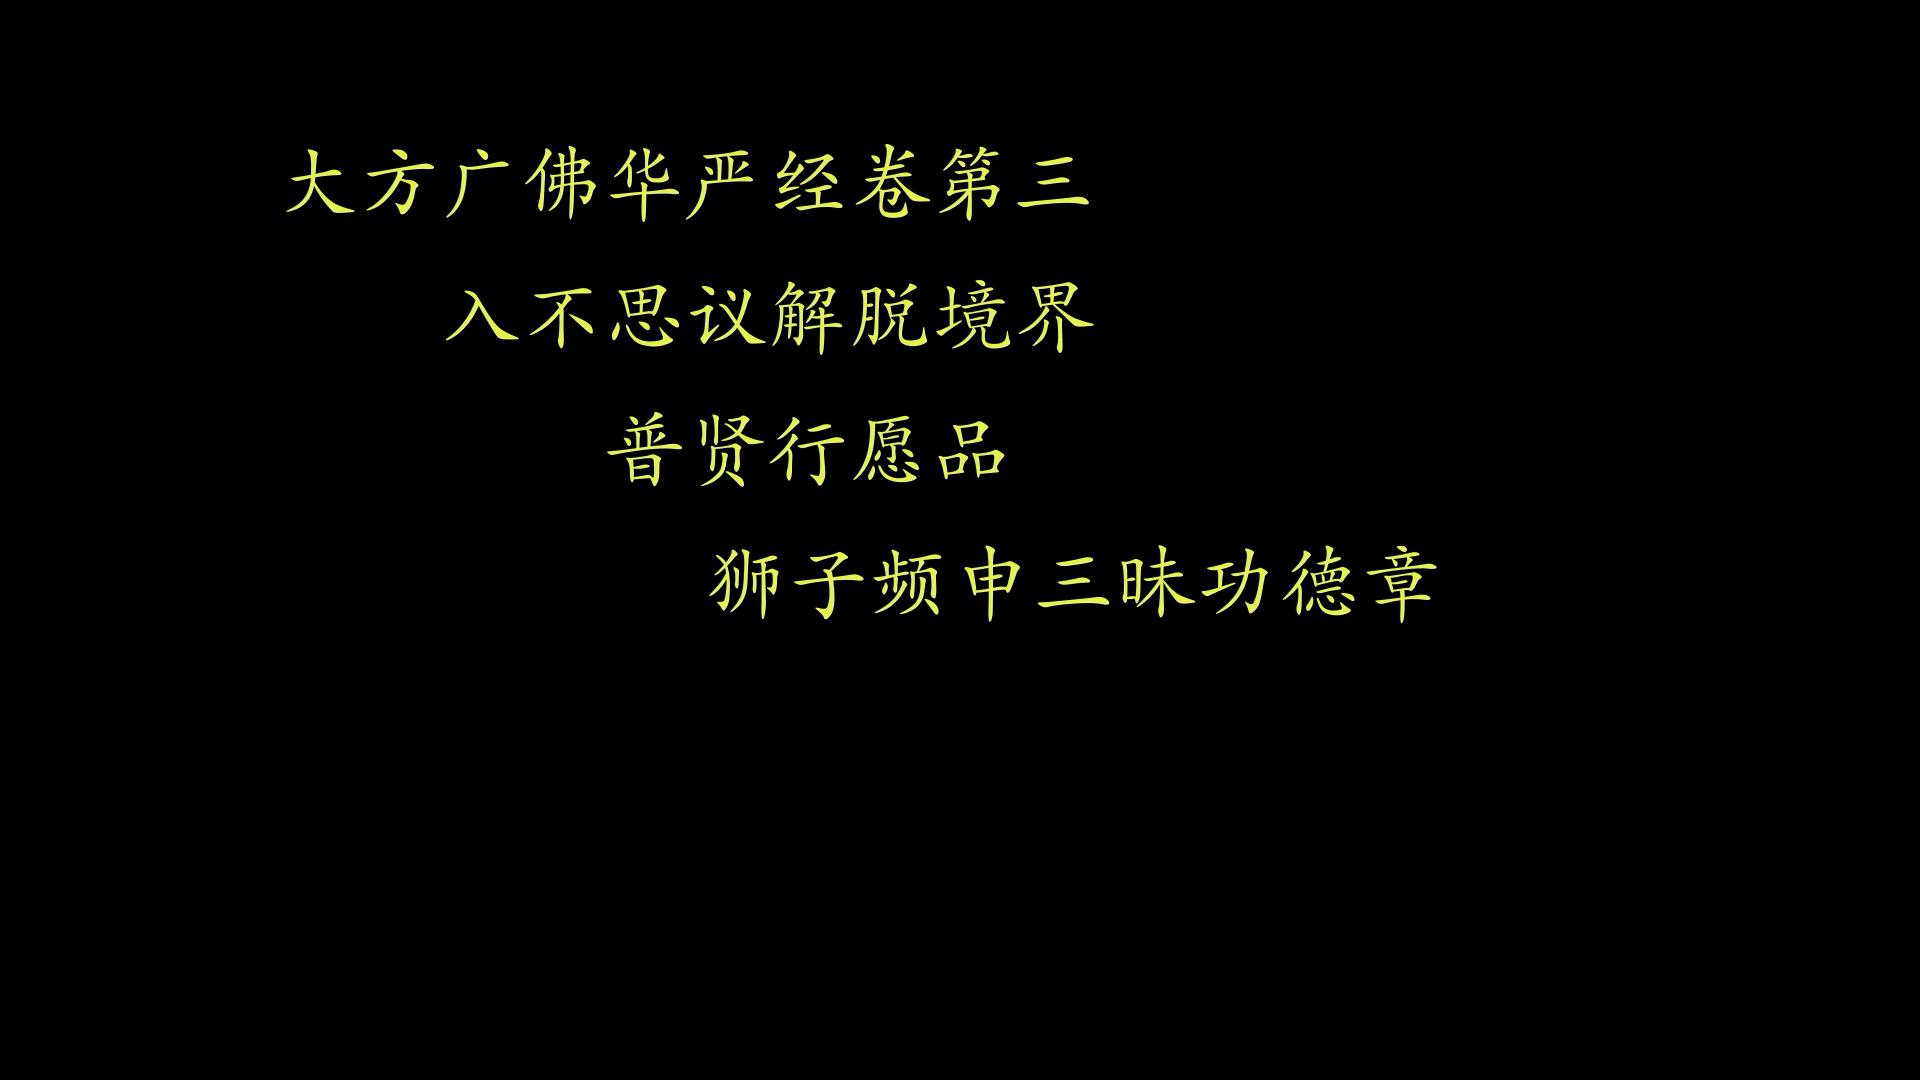 大方广佛华严经卷第三
入不思议解脱境界
普贤行愿品
狮子频申三昧功德章